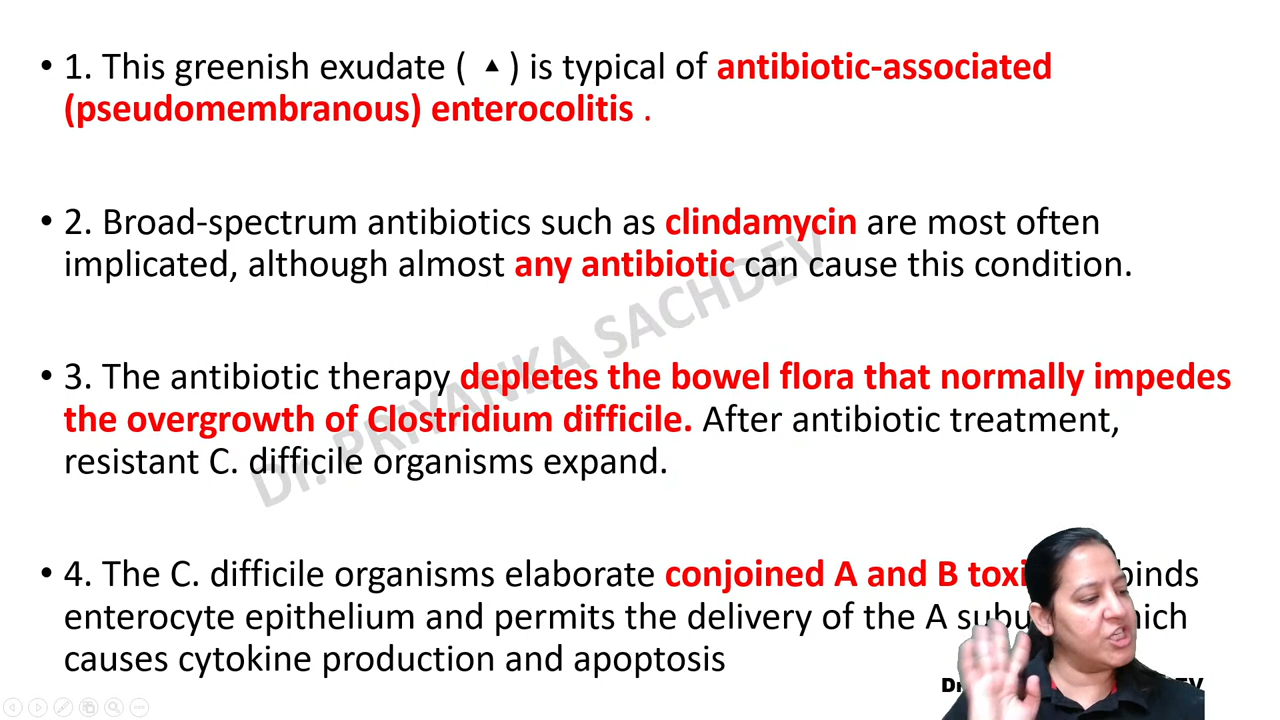 • 1. This greenish exudate ( ▲) is typical of antibiotic-associated
(pseudomembranous) enterocolitis .
• 2. Broad-spectrum antibiotics such as clindamycin are most often
implicated, although almost any antibiotic can cause this condition.
• 3. The antibiotic therapy depletes the bowel flora that normally impedes
the overgrowth of Clostridium difficile. After antibiotic treatment,
resistant C. difficile organisms expand.
• 4. The C. difficile organisms elaborate conjoined A and B binds
enterocyte epithelium and permits the delivery of the A
causes cytokine production and apoptosis
Dr. PRIYANKA SACHDEV